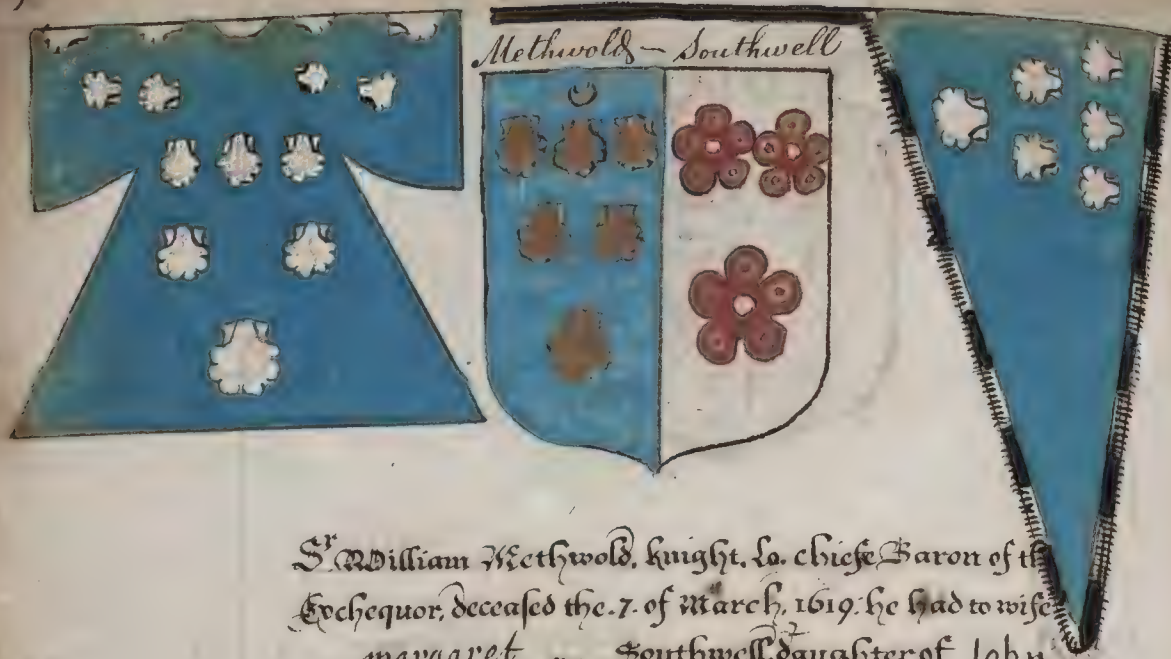 Methwold — Southwell
Sr. William Methwold, knight, Lo. chiefe Baron of th
Exchequor, deceased the .7. of March, 1619: he had to wife
margaret Southwell, daughter of John